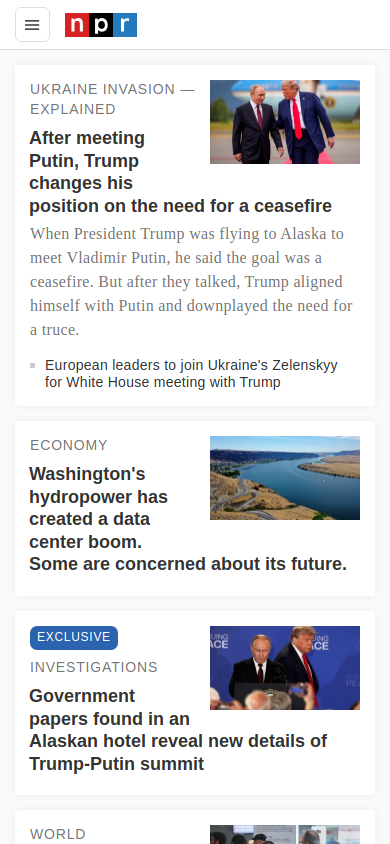 npr
UKRAINE INVASION —
EXPLAINED
After meeting
Putin, Trump
changes his
position on the need for a ceasefire
When President Trump was flying to Alaska to
meet Vladimir Putin, he said the goal was a
ceasefire. But after they talked, Trump aligned
himself with Putin and downplayed the need for
a truce.
European leaders to join Ukraine's Zelenskyy
for White House meeting with Trump
ECONOMY
Washington's
hydropower has
created a data
center boom.
Some are concerned about its future.
EXCLUSIVE
INVESTIGATIONS
Government
papers found in an
Alaskan hotel reveal new details of
Trump-Putin summit
WORLD